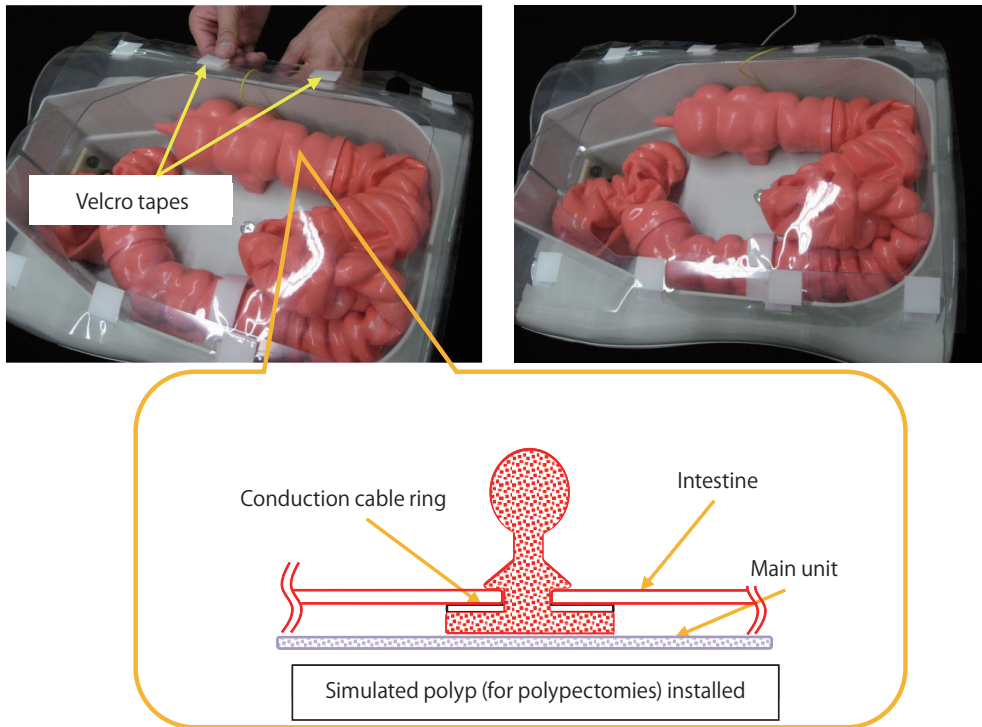 Velcro tapes
Conduction cable ring
Intestine
Main unit
Simulated polyp (for polypectomies) installed